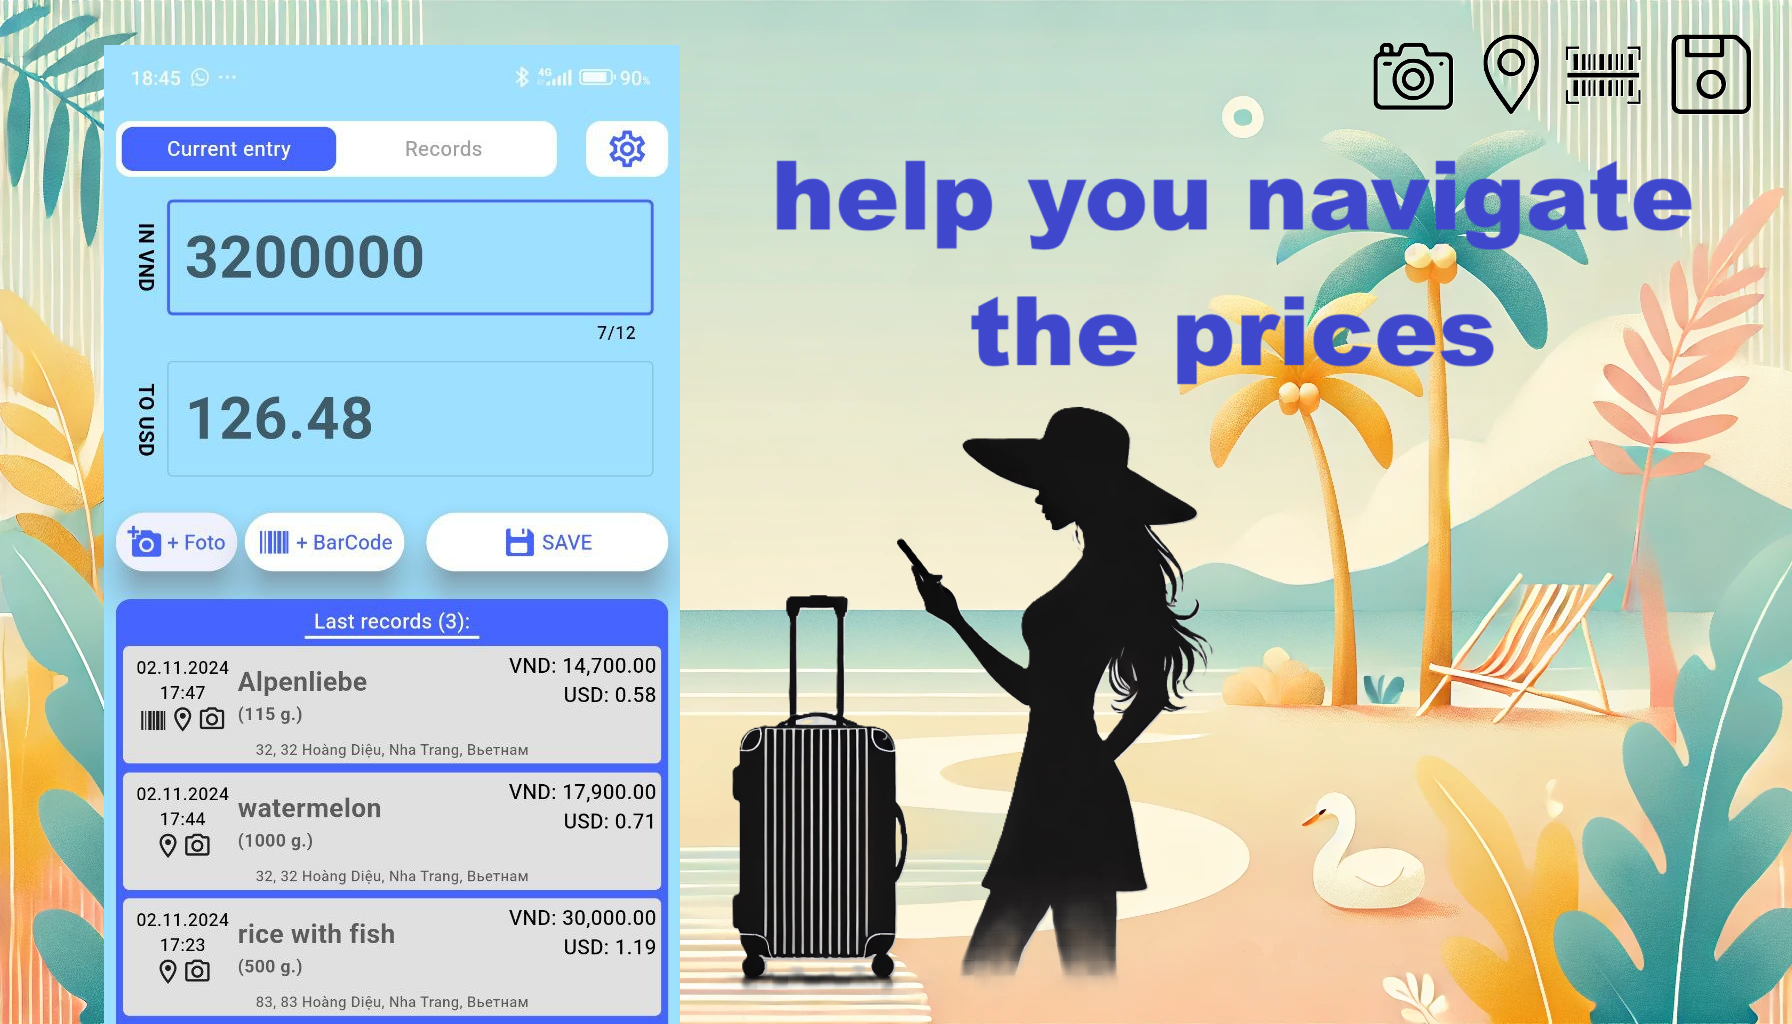 18:45
4G
90%
Current entry
Records
IN VND
3200000
7/12
TO USD
126.48
+ Foto
+ BarCode
SAVE
Last records (3):
02.11.2024
17:47
Alpenliebe
(115 g.)
VND: 14,700.00
USD: 0.58
32, 32 Hoàng Diệu, Nha Trang, Вьетнам
02.11.2024
17:44
watermelon
(1000 g.)
VND: 17,900.00
USD: 0.71
32, 32 Hoàng Diệu, Nha Trang, Вьетнам
02.11.2024
17:23
rice with fish
(500 g.)
VND: 30,000.00
USD: 1.19
83, 83 Hoàng Diệu, Nha Trang, Вьетнам
help you navigate
the prices